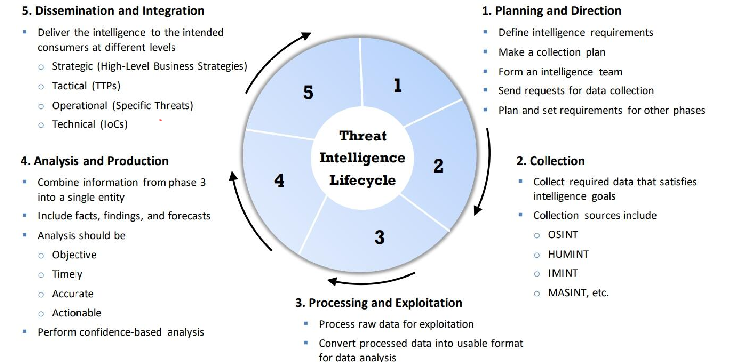 5. Dissemination and Integration
Deliver the intelligence to the intended
consumers at different levels
Strategic (High-Level Business Strategies)
Tactical (TTPs)
Operational (Specific Threats)
Technical (IoCs)
1. Planning and Direction
Define intelligence requirements
Make a collection plan
Form an intelligence team
Send requests for data collection
Plan and set requirements for other phases
5
1
Threat
Intelligence
Lifecycle
4
2
3
4. Analysis and Production
Combine information from phase 3
into a single entity
Include facts, findings, and forecasts
Analysis should be
Objective
Timely
Accurate
Actionable
Perform confidence-based analysis
2. Collection
Collect required data that satisfies
intelligence goals
Collection sources include
OSINT
HUMINT
IMINT
MASINT, etc.
3. Processing and Exploitation
Process raw data for exploitation
Convert processed data into usable format
for data analysis